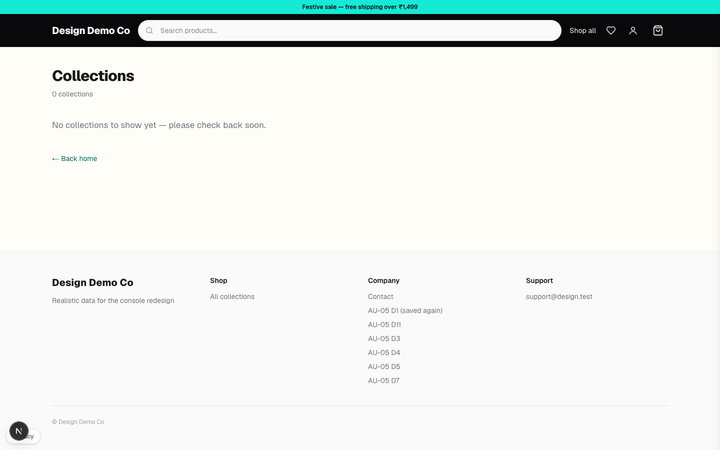 Festive sale — free shipping over ₹1,499
Design Demo Co
Search products…
Shop all
Collections
0 collections
No collections to show yet — please check back soon.
← Back home
Design Demo Co
Realistic data for the console redesign
Shop
All collections
Company
Contact
AU-05 D1 (saved again)
AU-05 D11
AU-05 D3
AU-05 D4
AU-05 D5
AU-05 D7
Support
support@design.test
© Design Demo Co
N